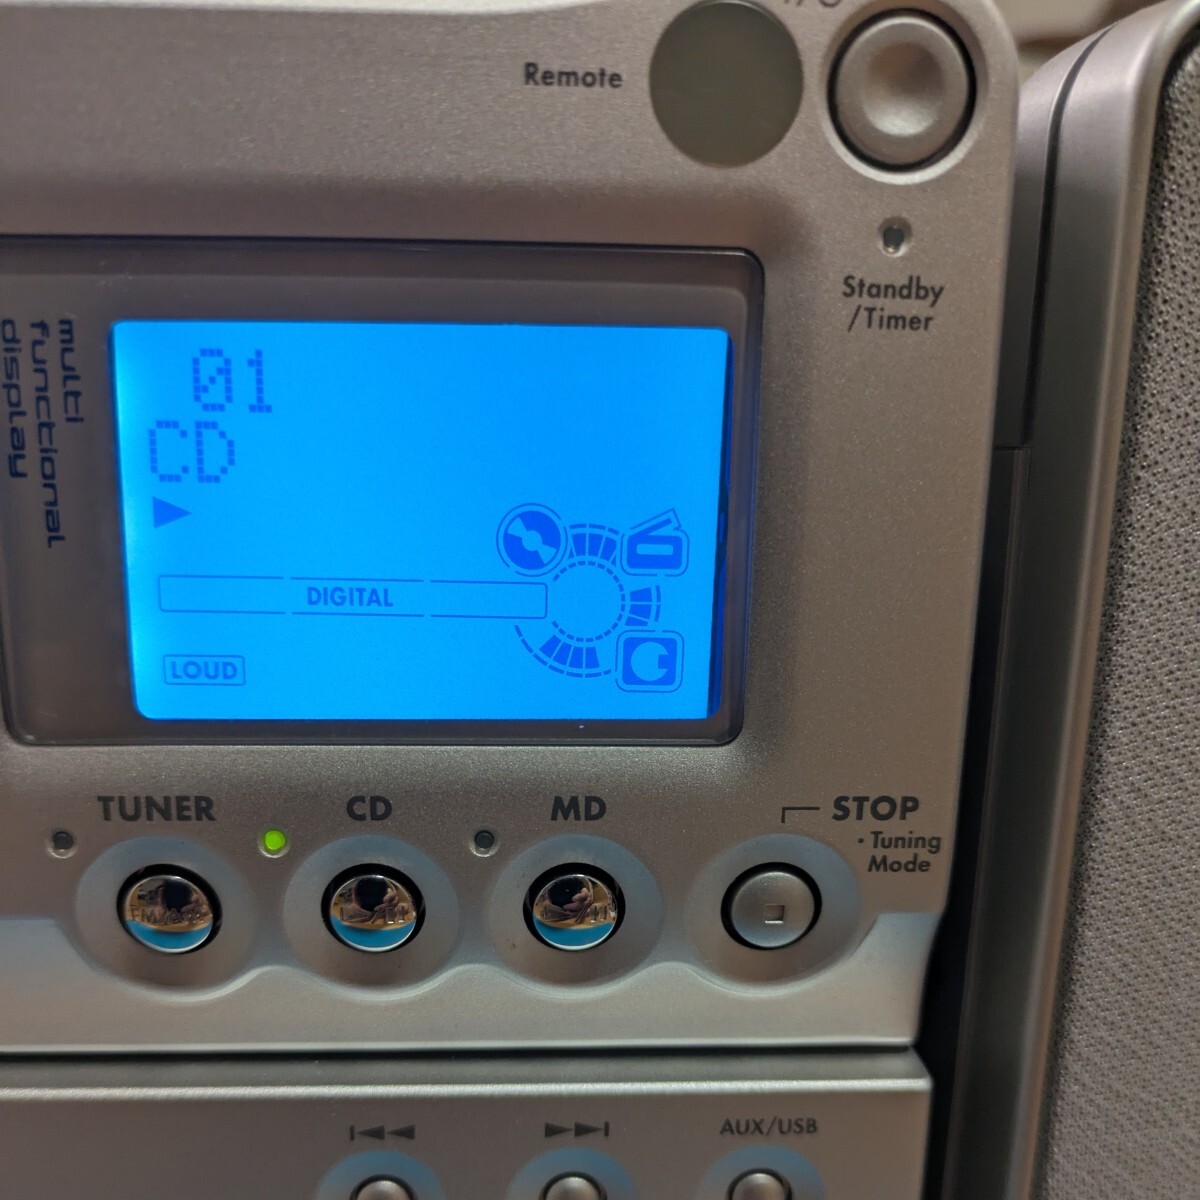 Remote
Standby
/Timer
multi
functional
display
01
CD
DIGITAL
LOUD
TUNER
CD
MD
STOP
・Tuning
Mode
AUX/USB